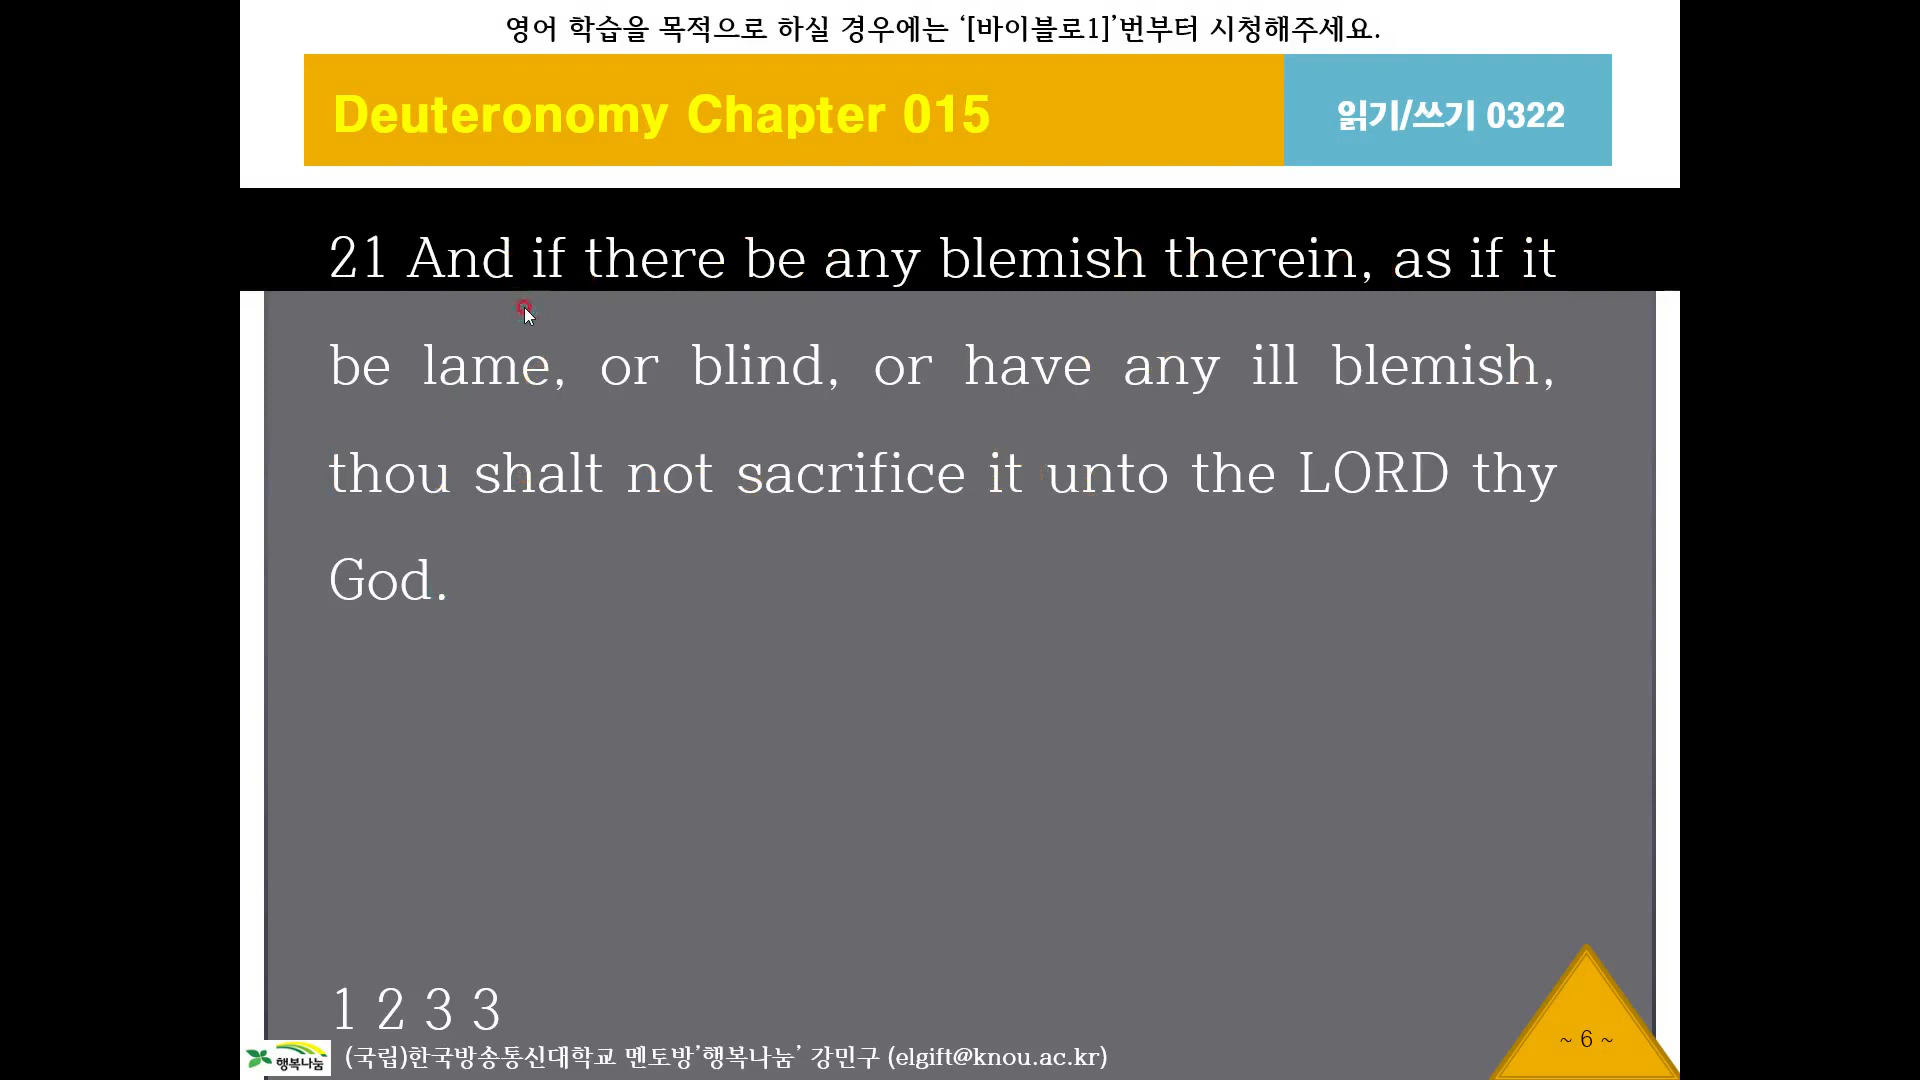 영어 학습을 목적으로 하실 경우에는 ‘[바이블로1]’번부터 시청해주세요.
Deuteronomy Chapter 015
읽기/쓰기 0322
21 And if there be any blemish therein, as if it
be lame, or blind, or have any ill blemish,
thou shalt not sacrifice it unto the LORD thy
God.
1 2 3 3
행복나눔
(국립)한국방송통신대학교 멘토방’행복나눔’ 강민구 (elgift@knou.ac.kr)
~ 6 ~